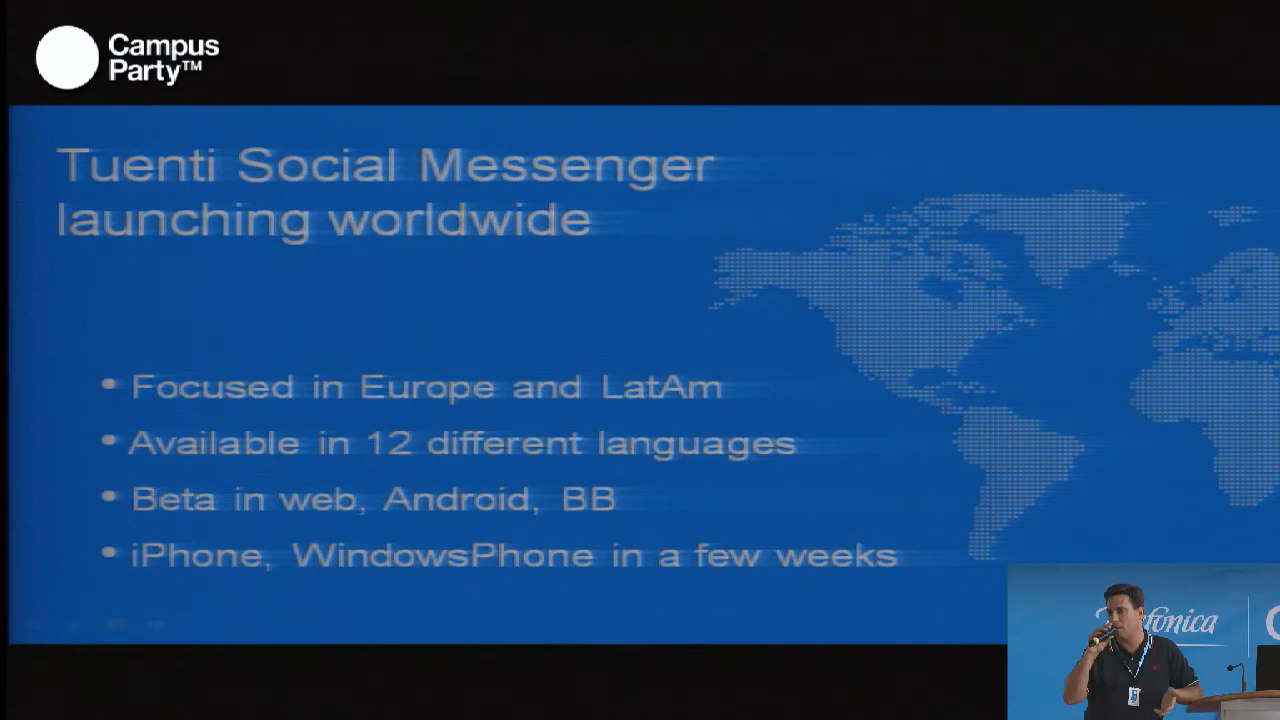 Campus
Party™
Tuenti Social Messenger
launching worldwide
• Focused in Europe and LatAm
• Available in 12 different languages
• Beta in web, Android, BB
• iPhone, WindowsPhone in a few weeks